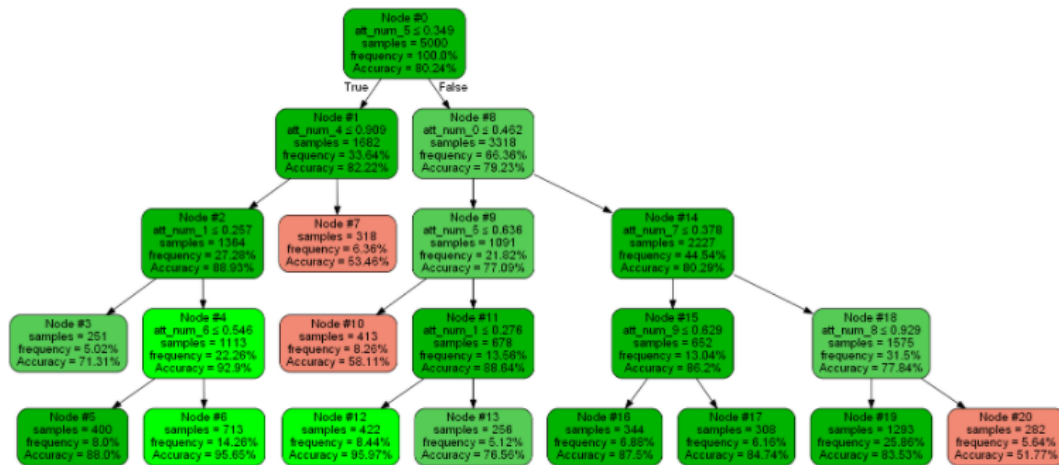 Node #0
att_num_5 ≤ 0.349
samples = 5000
frequency = 100.0%
Accuracy = 80.24%
True
False
Node #1
att_num_4 ≤ 0.909
samples = 1682
frequency = 33.64%
Accuracy = 82.22%
Node #8
att_num_0 ≤ 0.462
samples = 3318
frequency = 66.36%
Accuracy = 79.23%
Node #2
att_num_1 ≤ 0.257
samples = 1364
frequency = 27.28%
Accuracy = 88.93%
Node #7
samples = 318
frequency = 6.36%
Accuracy = 53.46%
Node #9
att_num_5 ≤ 0.636
samples = 1091
frequency = 21.82%
Accuracy = 77.09%
Node #14
att_num_7 ≤ 0.378
samples = 2227
frequency = 44.54%
Accuracy = 80.29%
Node #3
samples = 251
frequency = 5.02%
Accuracy = 71.31%
Node #4
att_num_6 ≤ 0.546
samples = 1113
frequency = 22.26%
Accuracy = 92.9%
Node #10
samples = 413
frequency = 8.26%
Accuracy = 58.11%
Node #11
att_num_1 ≤ 0.276
samples = 678
frequency = 13.56%
Accuracy = 88.64%
Node #15
att_num_9 ≤ 0.629
samples = 652
frequency = 13.04%
Accuracy = 86.2%
Node #18
att_num_8 ≤ 0.929
samples = 1575
frequency = 31.5%
Accuracy = 77.84%
Node #5
samples = 400
frequency = 8.0%
Accuracy = 88.0%
Node #6
samples = 713
frequency = 14.26%
Accuracy = 95.65%
Node #12
samples = 422
frequency = 8.44%
Accuracy = 95.97%
Node #13
samples = 256
frequency = 5.12%
Accuracy = 76.56%
Node #16
samples = 344
frequency = 6.88%
Accuracy = 87.5%
Node #17
samples = 308
frequency = 6.16%
Accuracy = 84.74%
Node #19
samples = 1293
frequency = 25.86%
Accuracy = 83.53%
Node #20
samples = 282
frequency = 5.64%
Accuracy = 51.77%